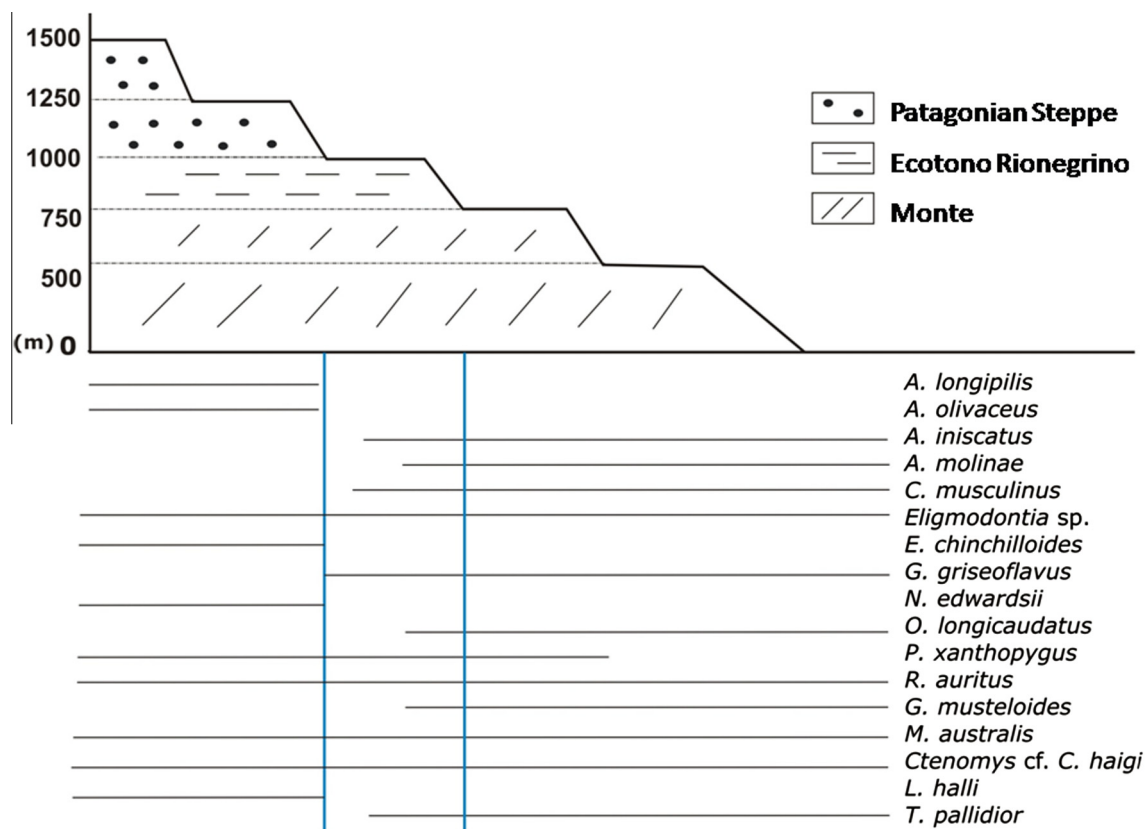 1500
1250
1000
750
500
(m) 0
Patagonian Steppe
Ecotono Rionegrino
Monte
A. longipilis
A. olivaceus
A. iniscatus
A. molinae
C. musculinus
Eligmodontia sp.
E. chinchilloides
G. griseoflavus
N. edwardsii
O. longicaudatus
P. xanthopygus
R. auritus
G. musteloides
M. australis
Ctenomys cf. C. haigi
L. halli
T. pallidior